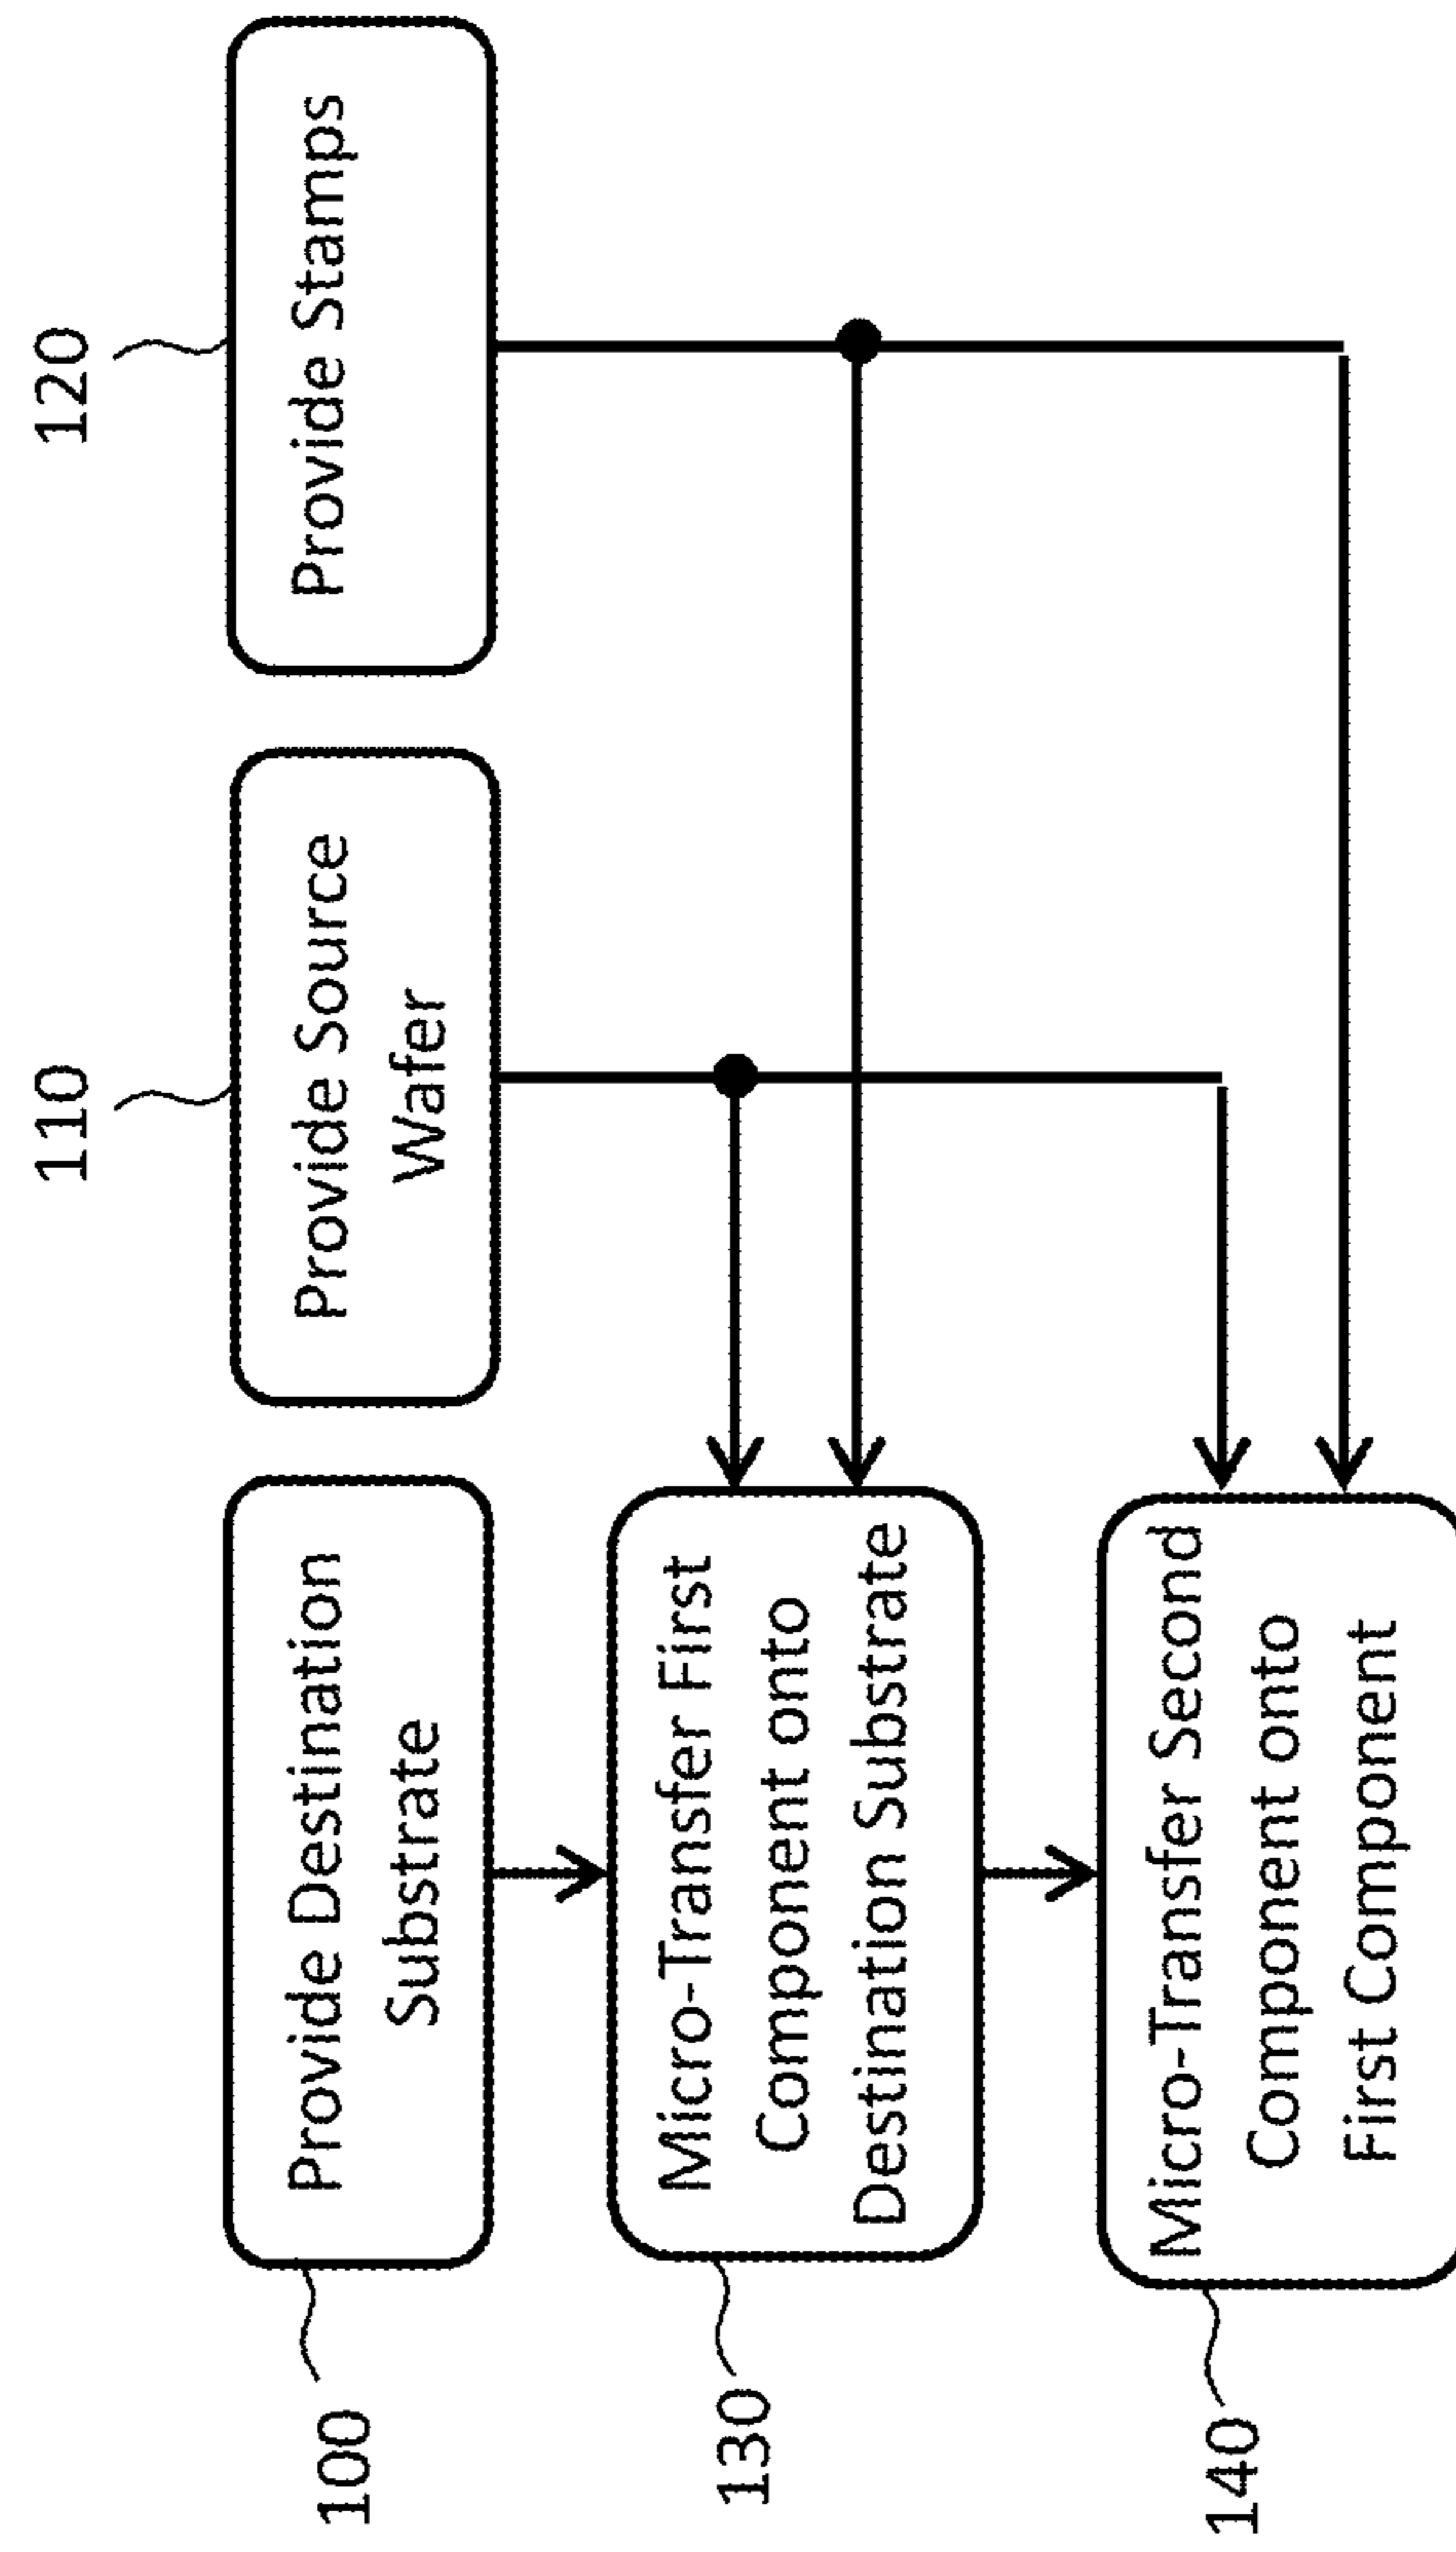 100
Provide Destination
Substrate
110
Provide Source
Wafer
120
Provide Stamps
130
Micro-Transfer First
Component onto
Destination Substrate
140
Micro-Transfer Second
Component onto
First Component